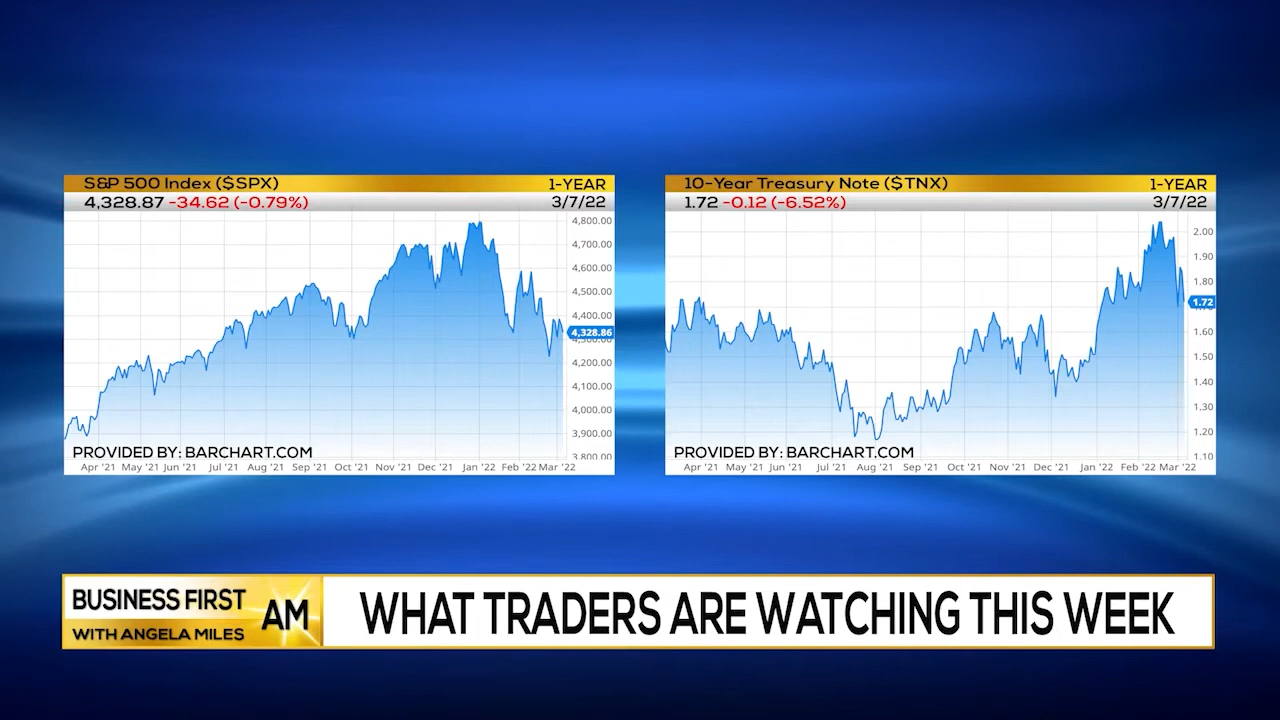 S&P 500 Index ($SPX)
1-YEAR
4,328.87 -34.62 (-0.79%)
3/7/22
4,800.00
4,700.00
4,600.00
4,500.00
4,400.00
4,328.86
4,300.00
4,200.00
4,100.00
4,000.00
3,900.00
3,800.00
PROVIDED BY: BARCHART.COM
Apr '21 May '21 Jun '21 Jul '21 Aug '21 Sep '21 Oct '21 Nov '21 Dec '21 Jan '22 Feb '22 Mar '22
10-Year Treasury Note ($TNX)
1-YEAR
1.72 -0.12 (-6.52%)
3/7/22
2.00
1.90
1.80
1.72
1.60
1.50
1.40
1.30
1.20
1.10
PROVIDED BY: BARCHART.COM
Apr '21 May '21 Jun '21 Jul '21 Aug '21 Sep '21 Oct '21 Nov '21 Dec '21 Jan '22 Feb '22 Mar '22
BUSINESS FIRST
AM
WITH ANGELA MILES
WHAT TRADERS ARE WATCHING THIS WEEK